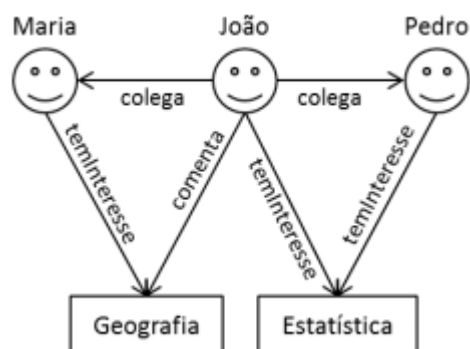 Maria João Pedro
colega colega
temInteresse comenta temInteresse temInteresse
Geografia Estatística